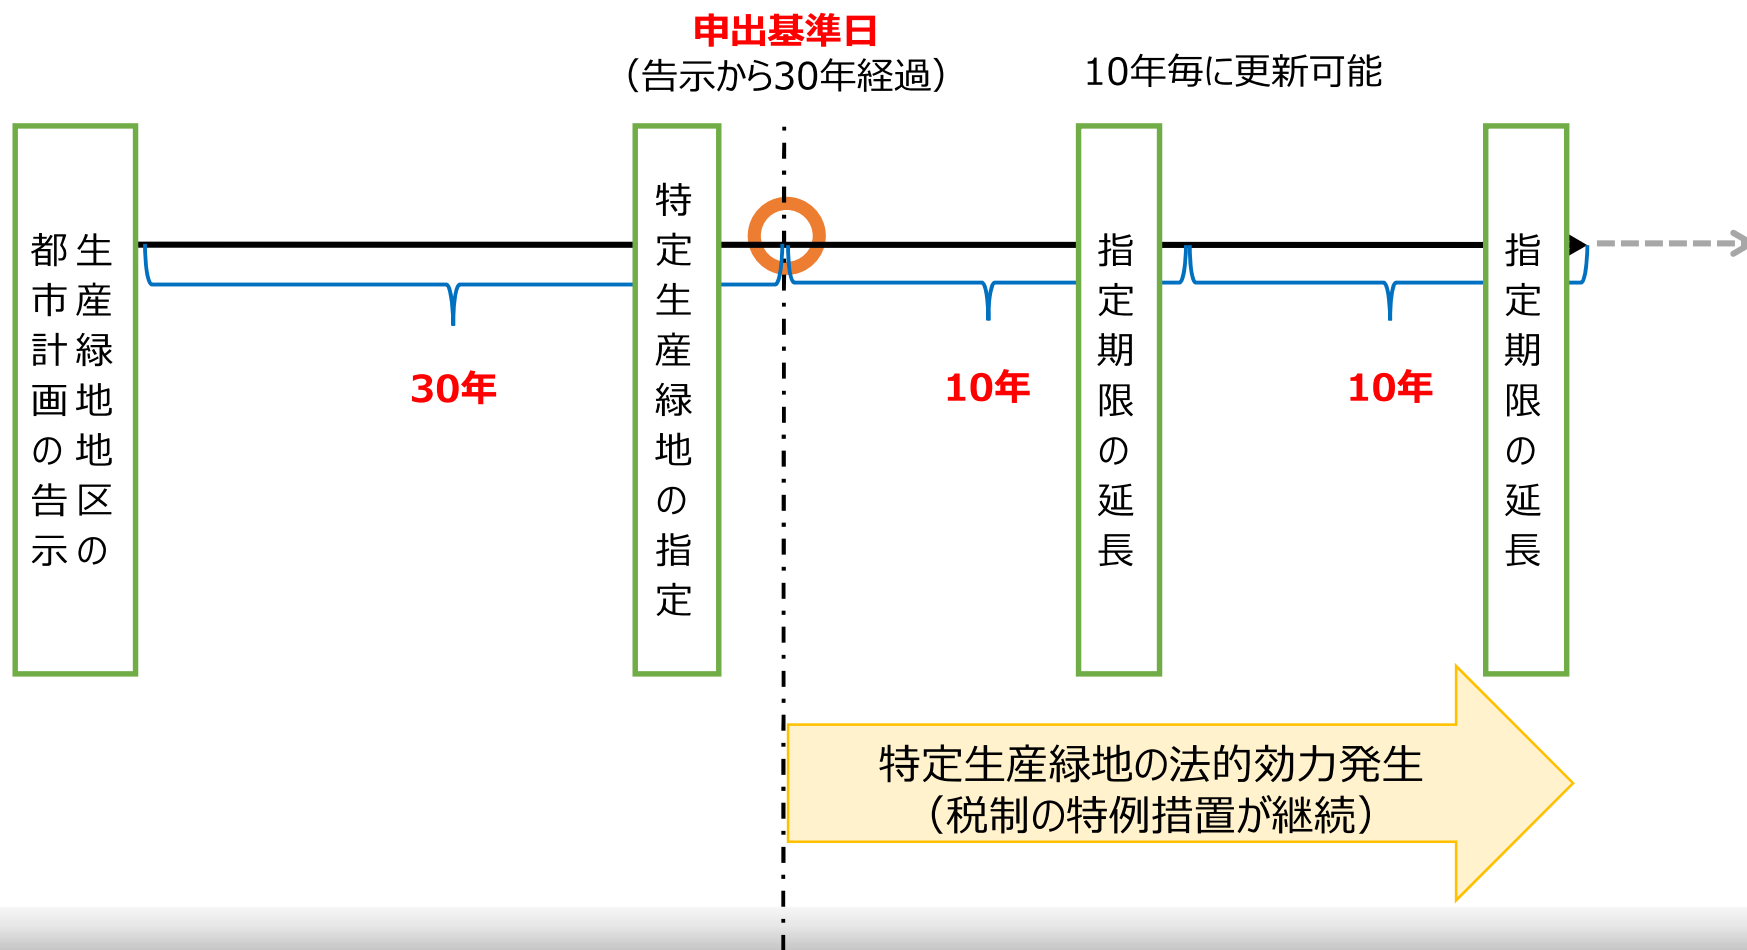 申出基準日
（告示から30年経過）
10年毎に更新可能
生産緑地地区の
都市計画の告示
特定生産緑地の指定
指定期限の延長
指定期限の延長
30年
10年
10年
特定生産緑地の法的効力発生
（税制の特例措置が継続）